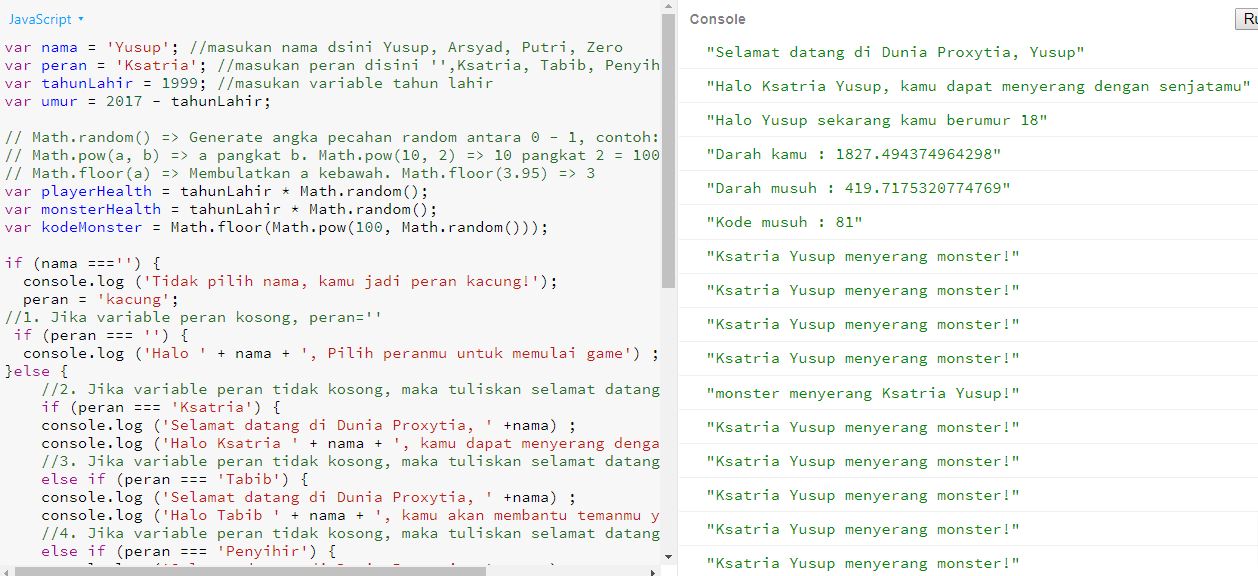 JavaScript
var nama = 'Yusup'; //masukan nama dsini Yusup, Arsyad, Putri, Zero
var peran = 'Ksatria'; //masukan peran disini '',Ksatria, Tabib, Penyih
var tahunLahir = 1999; //masukan variable tahun lahir
var umur = 2017 - tahunLahir;
// Math.random() => Generate angka pecahan random antara 0 - 1, contoh:
// Math.pow(a, b) => a pangkat b. Math.pow(10, 2) => 10 pangkat 2 = 100
// Math.floor(a) => Membulatkan a kebawah. Math.floor(3.95) => 3
var playerHealth = tahunLahir * Math.random();
var monsterHealth = tahunLahir * Math.random();
var kodeMonster = Math.floor(Math.pow(100, Math.random()));
if (nama ==='') {
console.log ('Tidak pilih nama, kamu jadi peran kacung!');
peran = 'kacung';
//1. Jika variable peran kosong, peran=''
if (peran === '') {
console.log ('Halo ' + nama + ', Pilih peranmu untuk memulai game') ;
}else {
//2. Jika variable peran tidak kosong, maka tuliskan selamat datang
if (peran === 'Ksatria') {
console.log ('Selamat datang di Dunia Proxytia, ' +nama) ;
console.log ('Halo Ksatria ' + nama + ', kamu dapat menyerang denga
//3. Jika variable peran tidak kosong, maka tuliskan selamat datang
else if (peran === 'Tabib') {
console.log ('Selamat datang di Dunia Proxytia, ' +nama) ;
console.log ('Halo Tabib ' + nama + ', kamu akan membantu temanmu y
//4. Jika variable peran tidak kosong, maka tuliskan selamat datang
else if (peran === 'Penyihir') {
Console
Ru
"Selamat datang di Dunia Proxytia, Yusup"
"Halo Ksatria Yusup, kamu dapat menyerang dengan senjatamu"
"Halo Yusup sekarang kamu berumur 18"
"Darah kamu : 1827.494374964298"
"Darah musuh : 419.7175320774769"
"Kode musuh : 81"
"Ksatria Yusup menyerang monster!"
"Ksatria Yusup menyerang monster!"
"Ksatria Yusup menyerang monster!"
"Ksatria Yusup menyerang monster!"
"monster menyerang Ksatria Yusup!"
"Ksatria Yusup menyerang monster!"
"Ksatria Yusup menyerang monster!"
"Ksatria Yusup menyerang monster!"
"Ksatria Yusup menyerang monster!"
"Ksatria Yusup menyerang monster!"